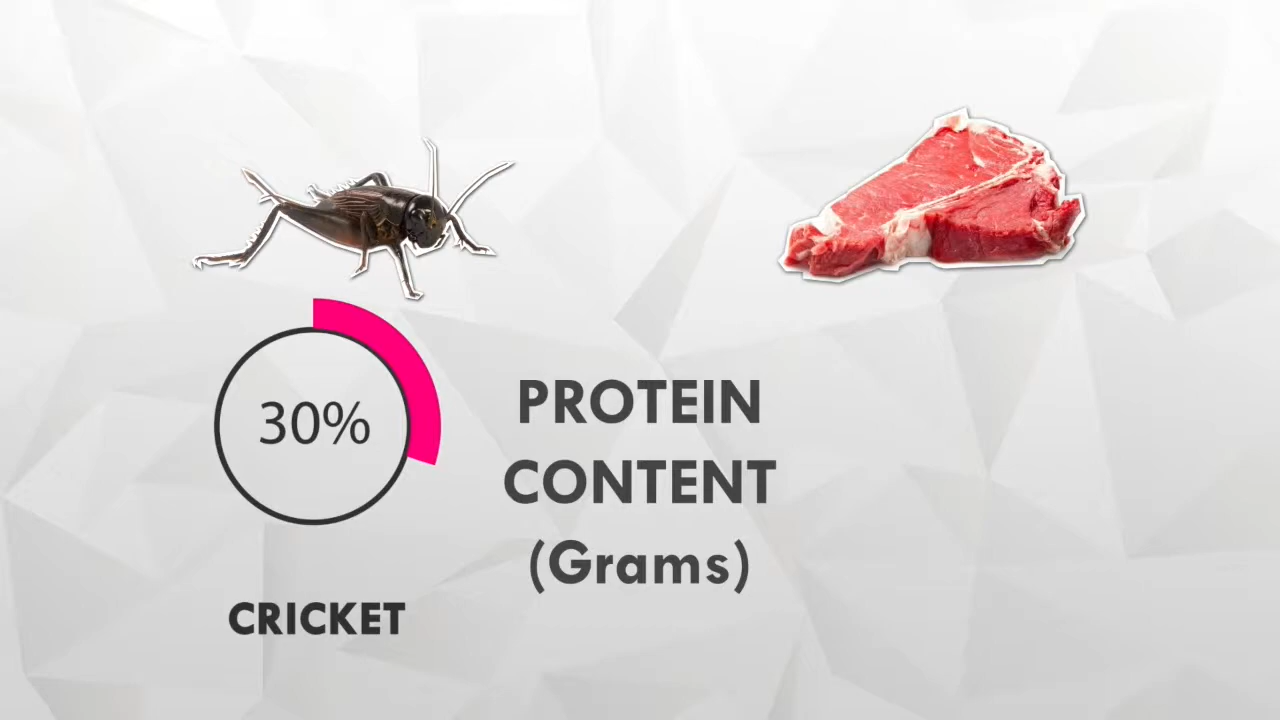 30%
PROTEIN
CONTENT
(Grams)
CRICKET